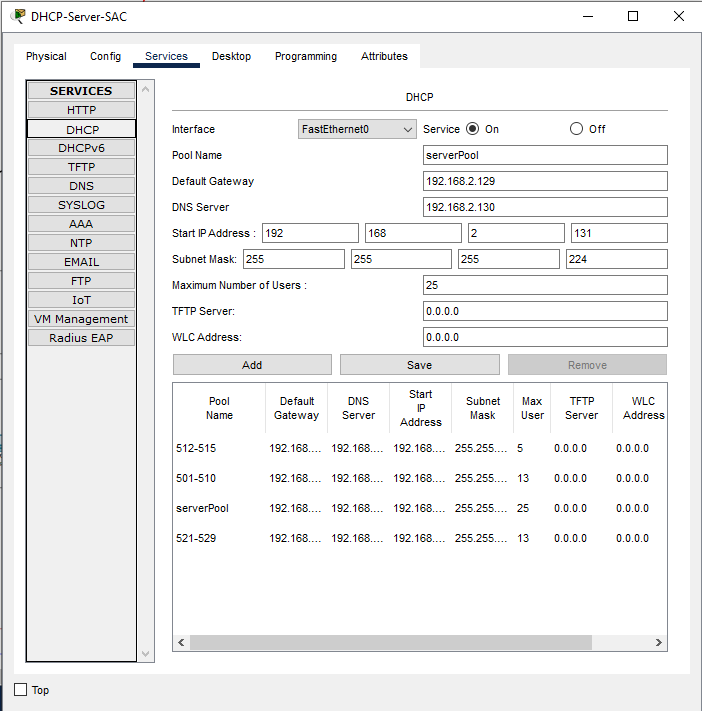 DHCP-Server-SAC
Physical Config Services Desktop Programming Attributes
SERVICES
HTTP
DHCP
DHCPv6
TFTP
DNS
SYSLOG
AAA
NTP
EMAIL
FTP
IoT
VM Management
Radius EAP
DHCP
Interface FastEthernet0 Service On Off
Pool Name serverPool
Default Gateway 192.168.2.129
DNS Server 192.168.2.130
Start IP Address : 192 168 2 131
Subnet Mask: 255 255 255 224
Maximum Number of Users : 25
TFTP Server: 0.0.0.0
WLC Address: 0.0.0.0
Add Save Remove
Pool Name Default Gateway DNS Server Start IP Address Subnet Mask Max User TFTP Server WLC Address
512-515 192.168.... 192.168.... 192.168.... 255.255.... 5 0.0.0.0 0.0.0.0
501-510 192.168.... 192.168.... 192.168.... 255.255.... 13 0.0.0.0 0.0.0.0
serverPool 192.168.... 192.168.... 192.168.... 255.255.... 25 0.0.0.0 0.0.0.0
521-529 192.168.... 192.168.... 192.168.... 255.255.... 13 0.0.0.0 0.0.0.0
Top